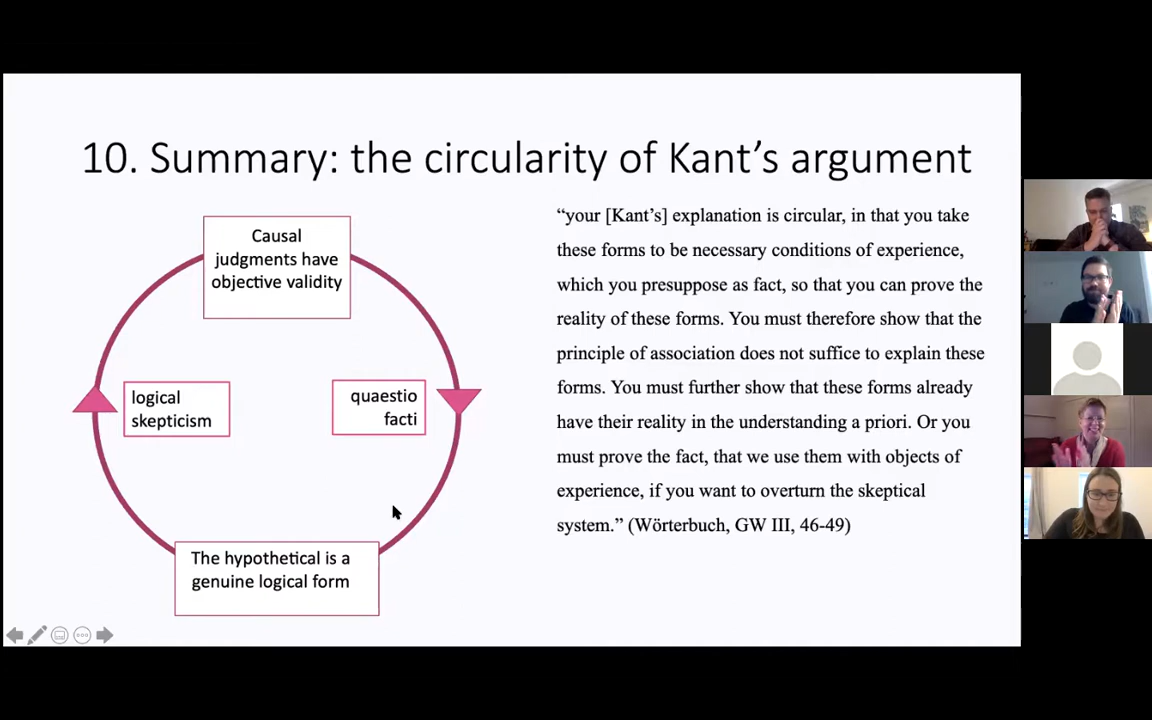 10. Summary: the circularity of Kant’s argument
Causal
judgments have
objective validity
logical
skepticism
quaestio
facti
The hypothetical is a
genuine logical form
“your [Kant’s] explanation is circular, in that you take
these forms to be necessary conditions of experience,
which you presuppose as fact, so that you can prove the
reality of these forms. You must therefore show that the
principle of association does not suffice to explain these
forms. You must further show that these forms already
have their reality in the understanding a priori. Or you
must prove the fact, that we use them with objects of
experience, if you want to overturn the skeptical
system.” (Wörterbuch, GW III, 46-49)